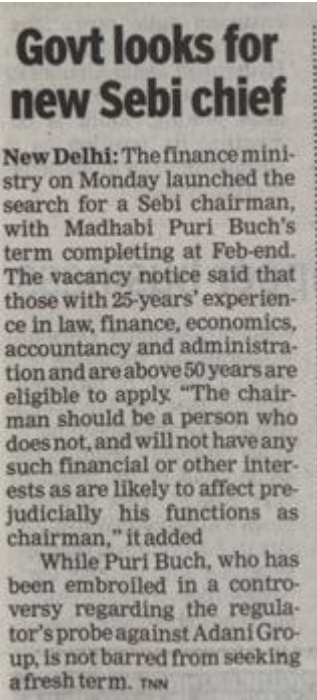 Govt looks for
new Sebi chief
New Delhi: The finance mini-
stry on Monday launched the
search for a Sebi chairman,
with Madhabi Puri Buch's
term completing at Feb-end.
The vacancy notice said that
those with 25-years' experien-
ce in law, finance, economics,
accountancy and administra-
tion and are above 50 years are
eligible to apply. "The chair-
man should be a person who
does not, and will not have any
such financial or other inter-
ests as are likely to affect pre-
judicially his functions as
chairman," it added
While Puri Buch, who has
been embroiled in a contro-
versy regarding the regula-
tor's probe against Adani Gro-
up, is not barred from seeking
a fresh term. TNN